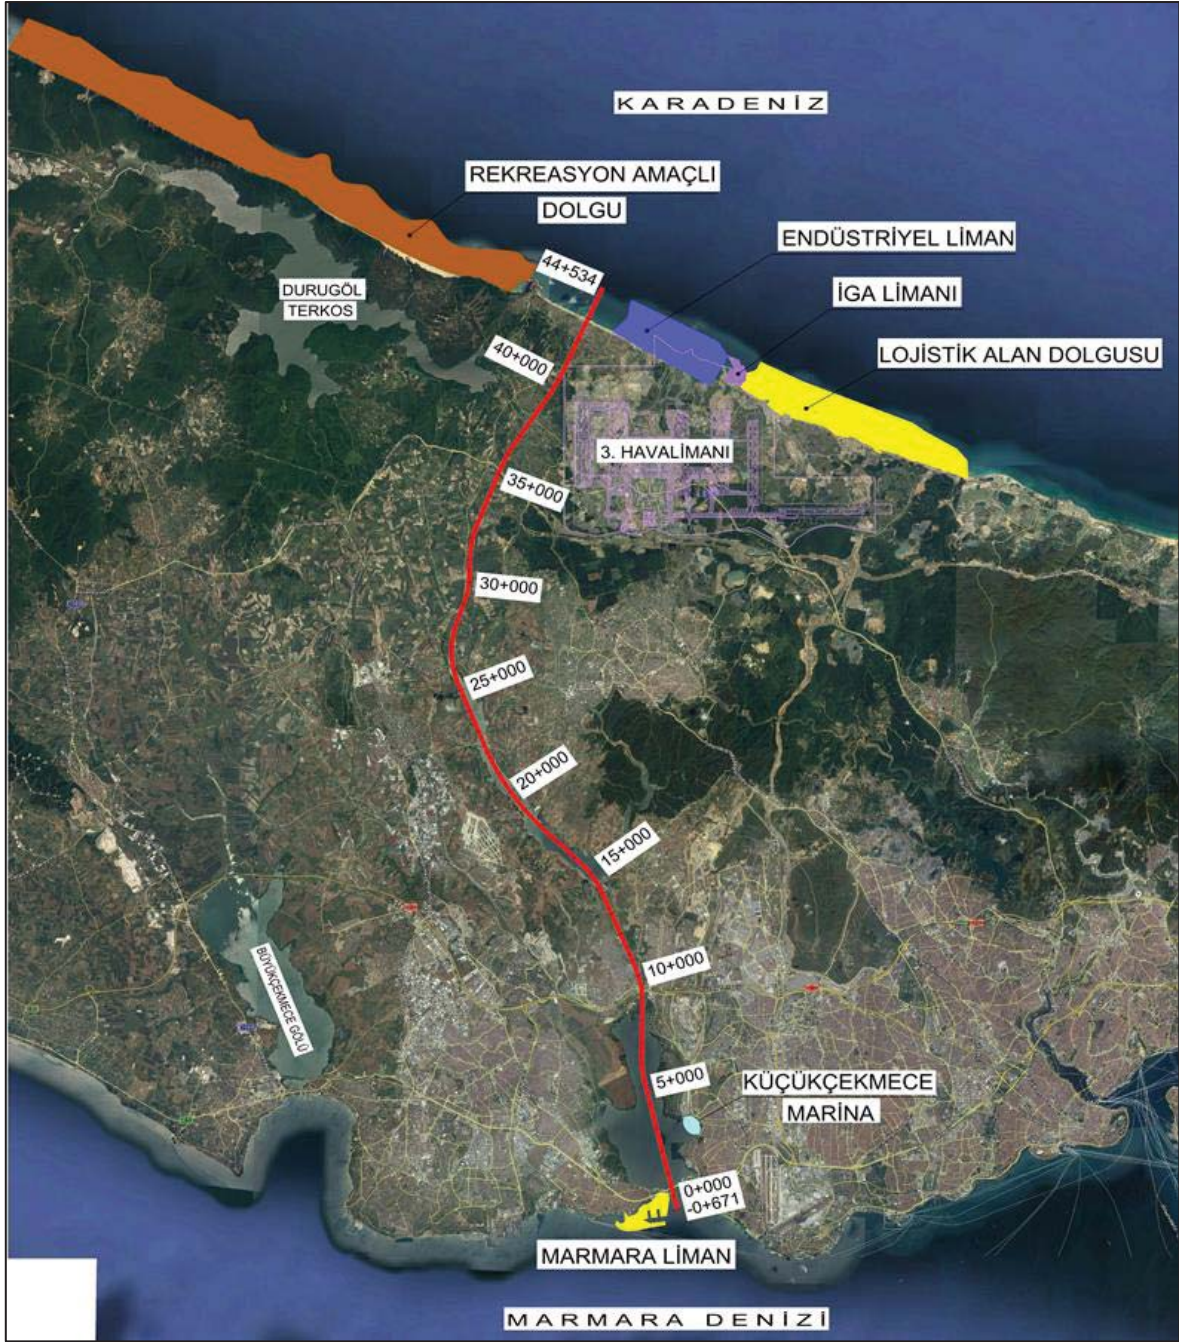 KARADENİZ
REKREASYON AMAÇLI
DOLGU
ENDÜSTRİYEL LİMAN
44+534
DURUGÖL
TERKOS
İGA LİMANI
40+000
LOJİSTİK ALAN DOLGUSU
3. HAVALİMANI
35+000
30+000
25+000
20+000
15+000
10+000
BÜYÜKÇEKMECE GÖLÜ
5+000
KÜÇÜKÇEKMECE
MARİNA
0+000
-0+671
MARMARA LİMAN
MARMARA DENİZİ